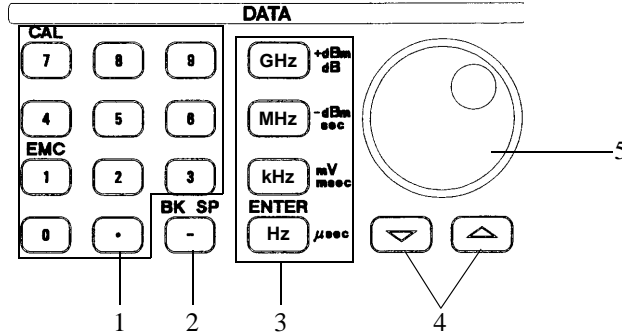 DATA
CAL
7 8 9
GHz +dBm
dB
4 5 6
MHz -dBm
sec
EMC
1 2 3
kHz mV
msec
BK SP ENTER
0 . - Hz µsec
5
1 2 3 4